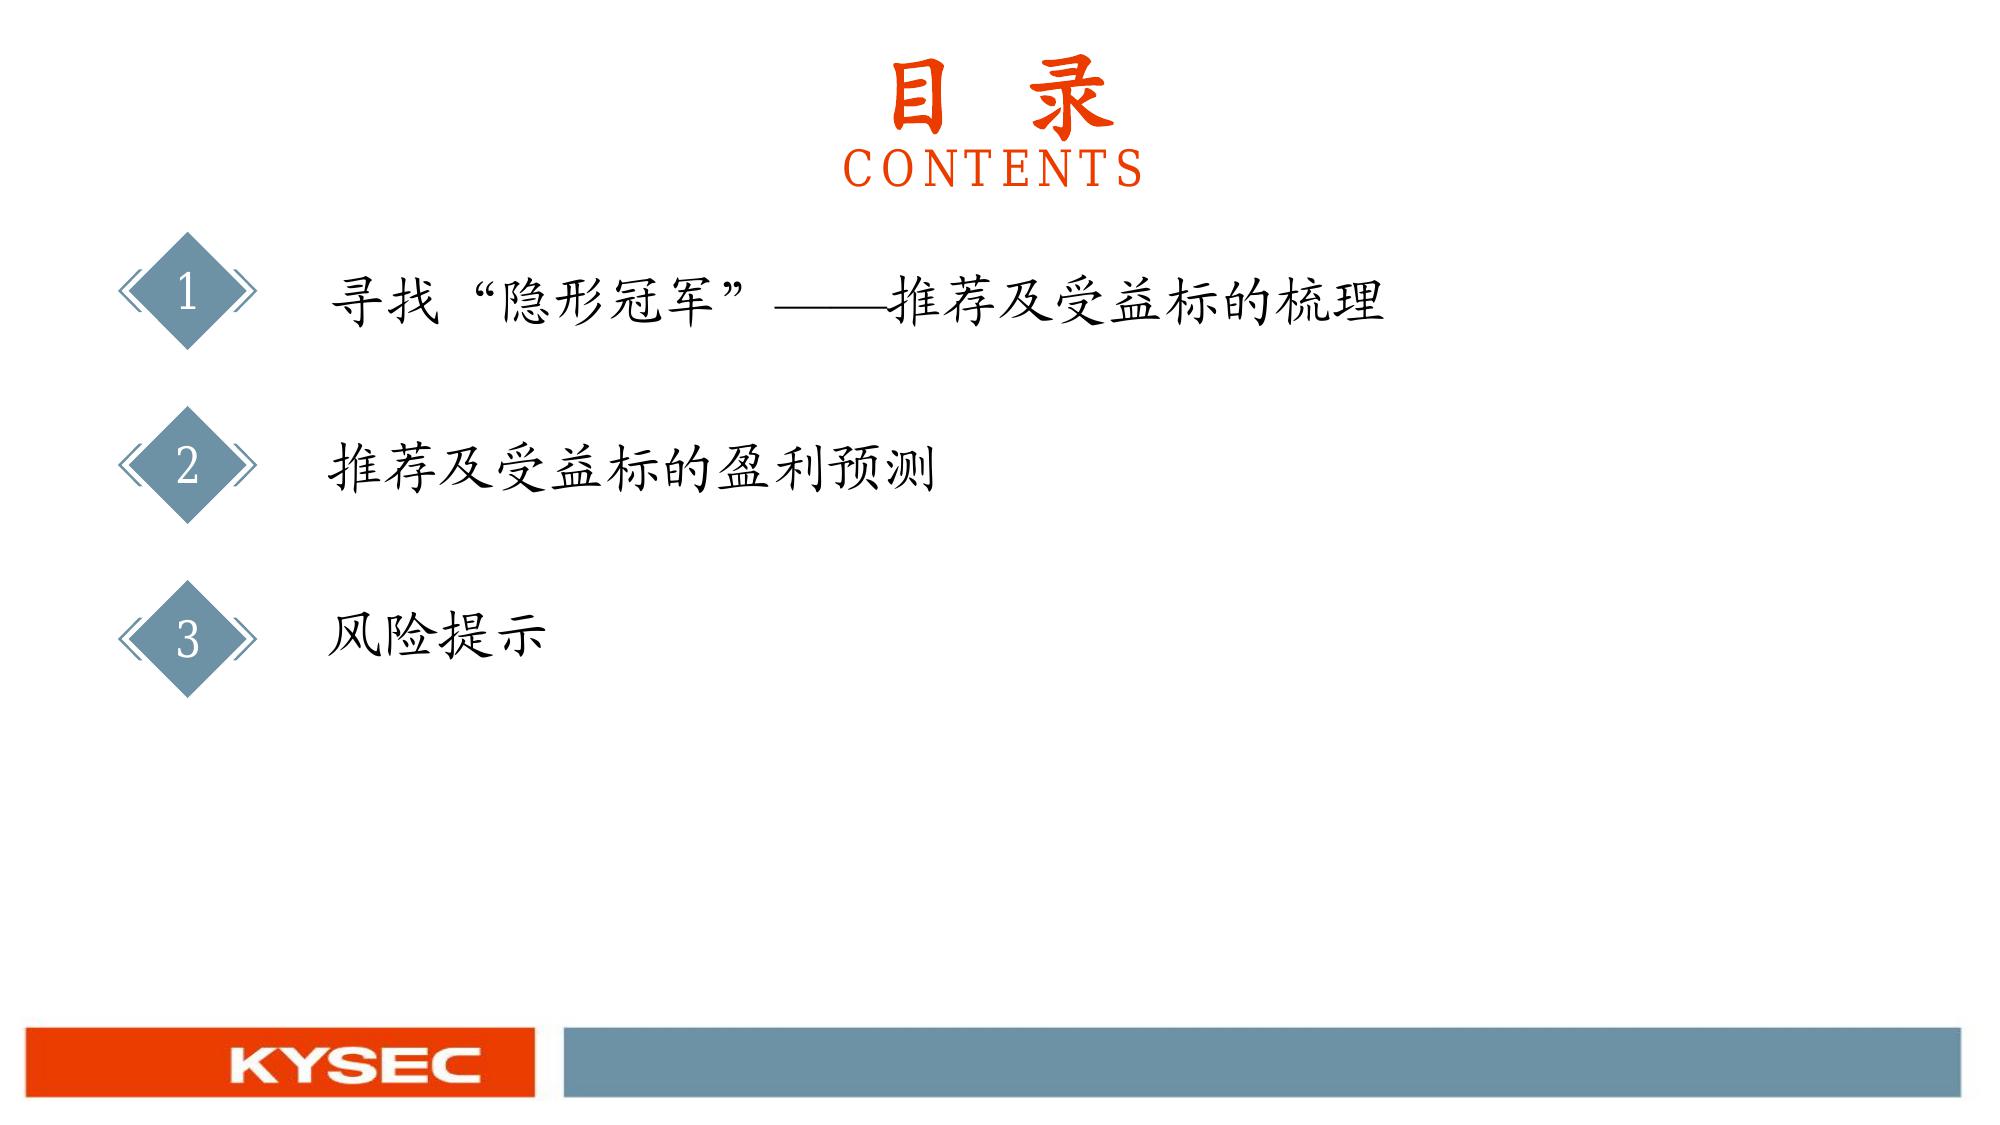 目 录
CONTENTS
1 寻找“隐形冠军”——推荐及受益标的梳理
2 推荐及受益标的盈利预测
3 风险提示
KYSEC